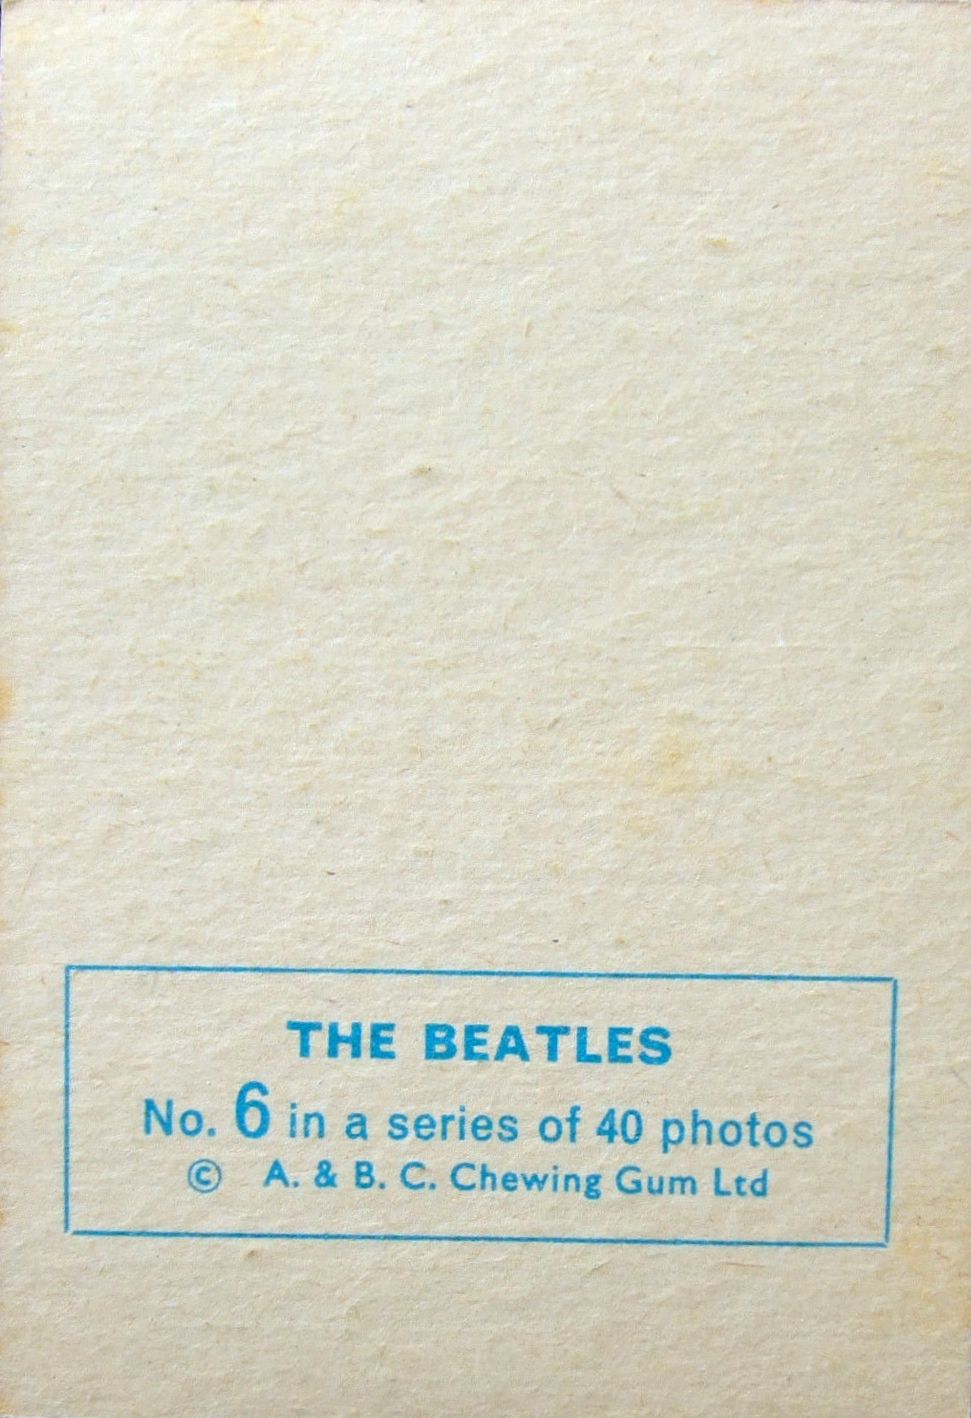 THE BEATLES
No. 6 in a series of 40 photos
© A. & B. C. Chewing Gum Ltd